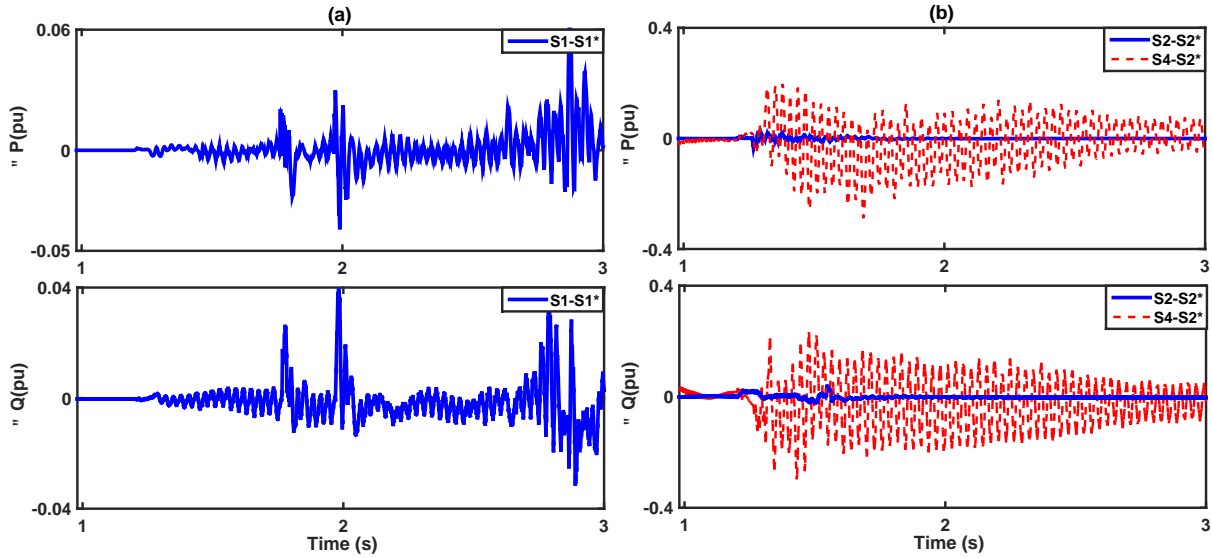 (a)
0.06
S1-S1*
" P(pu)
0
-0.05
1
2
3
0.04
S1-S1*
" Q(pu)
0
-0.04
1
2
3
Time (s)
(b)
0.4
S2-S2*
S4-S2*
" P(pu)
0
-0.4
1
2
3
0.4
S2-S2*
S4-S2*
" Q(pu)
0
-0.4
1
2
3
Time (s)